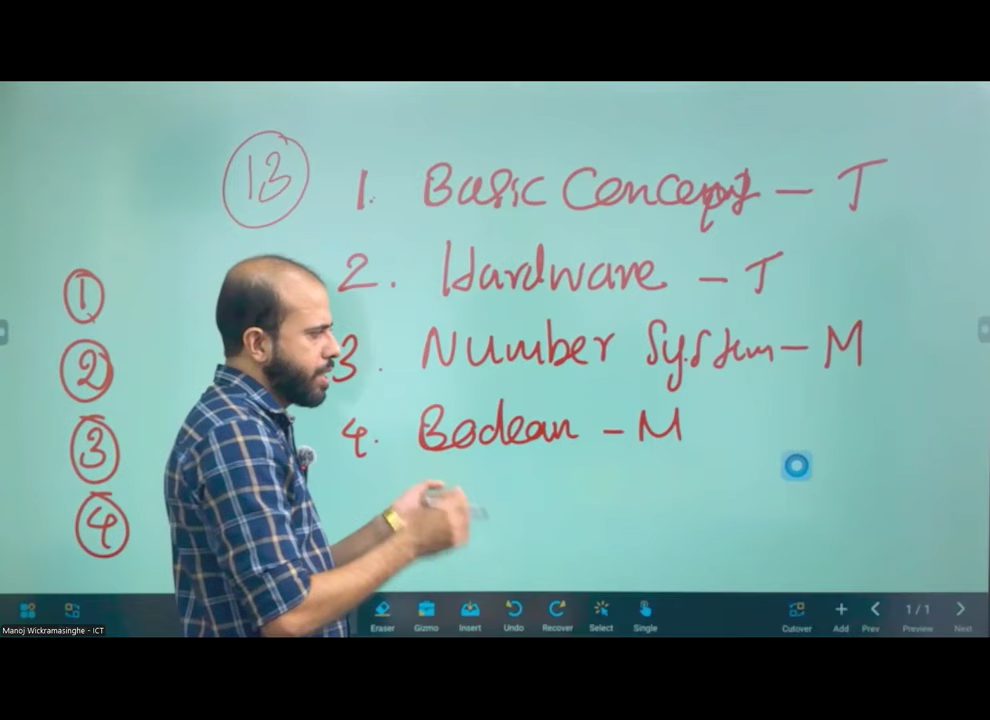 13
1. Basic Concept - T
2. Hardware - T
3. Number System - M
4. Boolean - M
1
2
3
4
Eraser Gizmo Insert Undo Recover Select Single Cutover Add Prev 1/1 Preview Next
Manoj Wickramasinghe - ICT